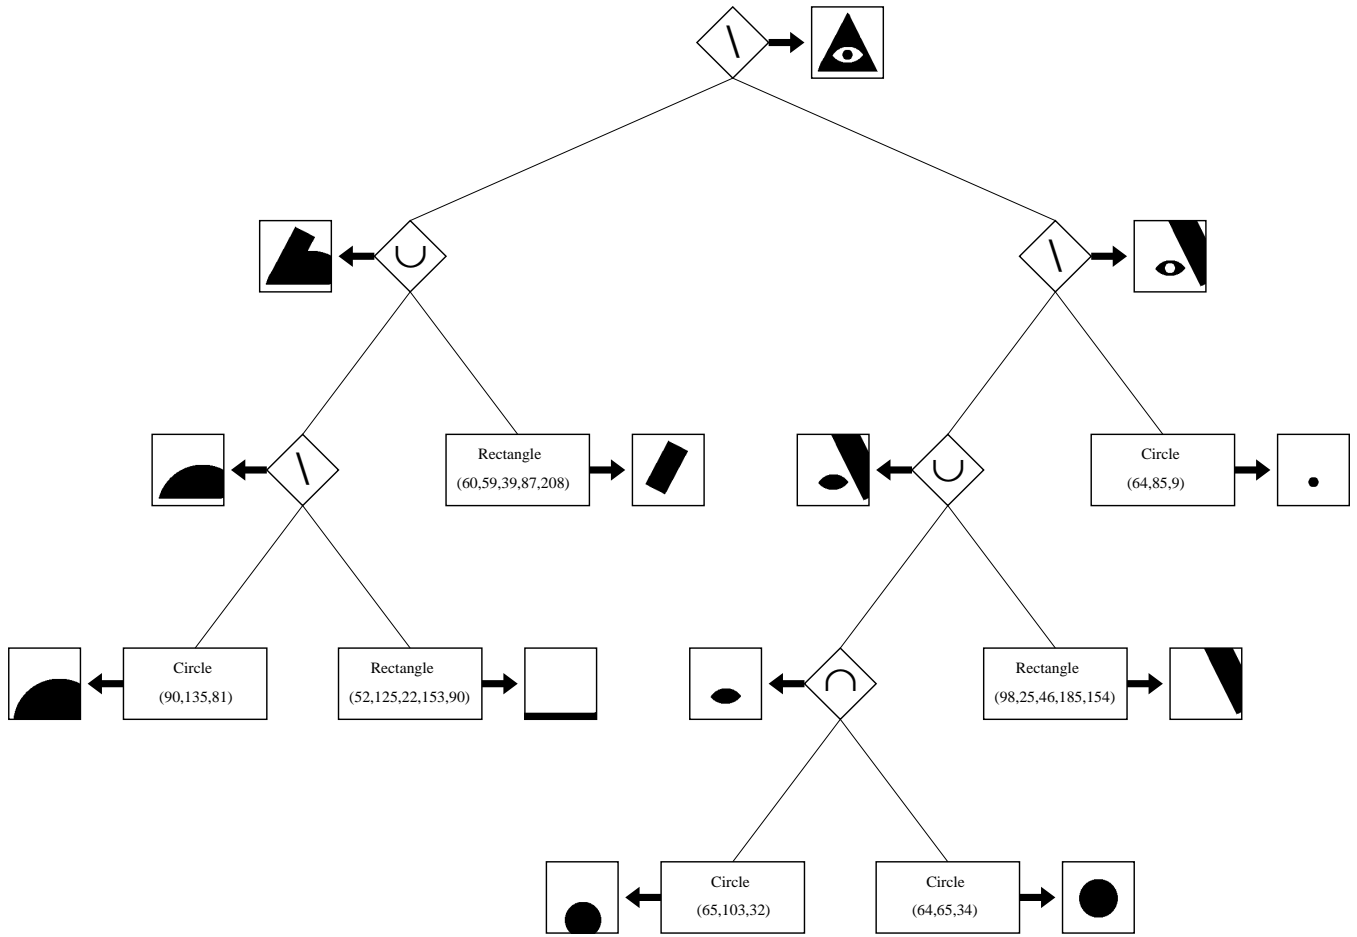 \
∪
\
\
Rectangle
(60,59,39,87,208)
∪
Circle
(64,85,9)
Circle
(90,135,81)
Rectangle
(52,125,22,153,90)
∩
Rectangle
(98,25,46,185,154)
Circle
(65,103,32)
Circle
(64,65,34)